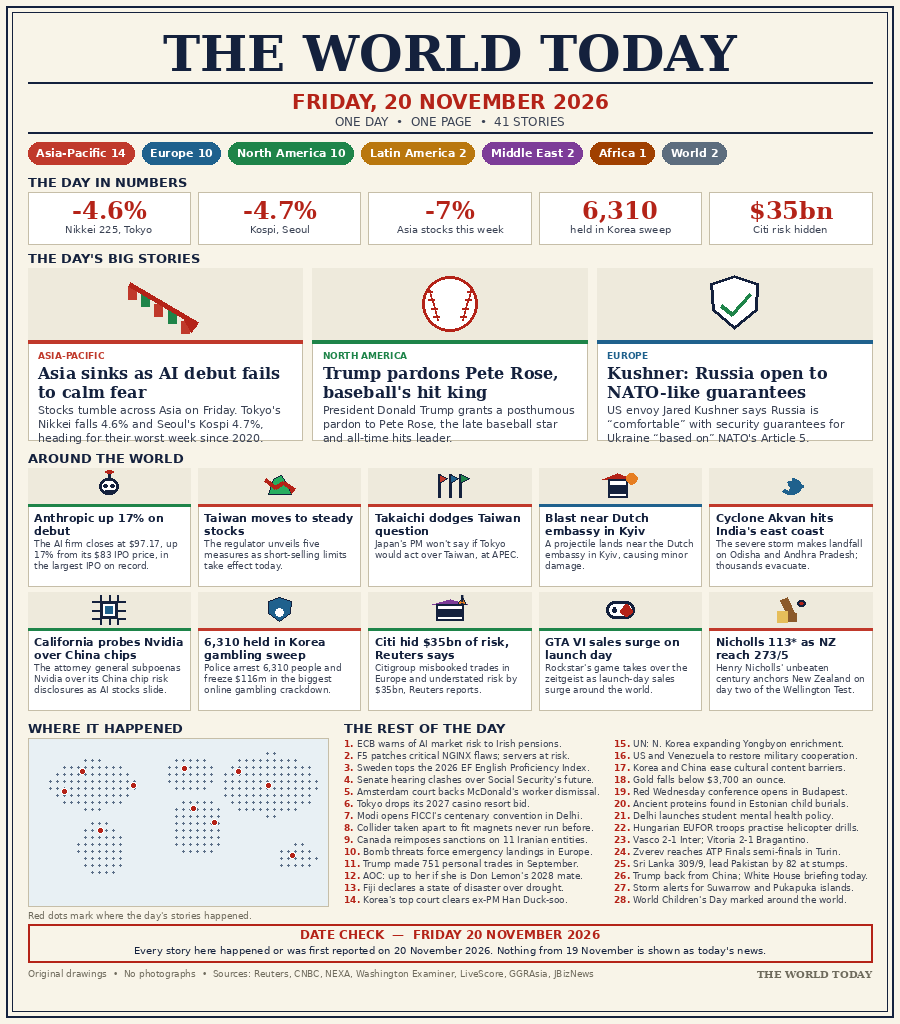 THE WORLD TODAY
FRIDAY, 20 NOVEMBER 2026
ONE DAY • ONE PAGE • 41 STORIES
Asia-Pacific 14
Europe 10
North America 10
Latin America 2
Middle East 2
Africa 1
World 2
THE DAY IN NUMBERS
-4.6%
Nikkei 225, Tokyo
-4.7%
Kospi, Seoul
-7%
Asia stocks this week
6,310
held in Korea sweep
$35bn
Citi risk hidden
THE DAY'S BIG STORIES
ASIA-PACIFIC
Asia sinks as AI debut fails
to calm fear
Stocks tumble across Asia on Friday. Tokyo's
Nikkei falls 4.6% and Seoul's Kospi 4.7%,
heading for their worst week since 2020.
NORTH AMERICA
Trump pardons Pete Rose,
baseball's hit king
President Donald Trump grants a posthumous
pardon to Pete Rose, the late baseball star
and all-time hits leader.
EUROPE
Kushner: Russia open to
NATO-like guarantees
US envoy Jared Kushner says Russia is
“comfortable” with security guarantees for
Ukraine “based on” NATO's Article 5.
AROUND THE WORLD
Anthropic up 17% on
debut
The AI firm closes at $97.17, up
17% from its $83 IPO price, in
the largest IPO on record.
Taiwan moves to steady
stocks
The regulator unveils five
measures as short-selling limits
take effect today.
Takaichi dodges Taiwan
question
Japan's PM won't say if Tokyo
would act over Taiwan, at APEC.
Blast near Dutch
embassy in Kyiv
A projectile lands near the Dutch
embassy in Kyiv, causing minor
damage.
Cyclone Akvan hits
India's east coast
The severe storm makes landfall
on Odisha and Andhra Pradesh;
thousands evacuate.
California probes Nvidia
over China chips
The attorney general subpoenas
Nvidia over its China chip risk
disclosures as AI stocks slide.
6,310 held in Korea
gambling sweep
Police arrest 6,310 people and
freeze $116m in the biggest
online gambling crackdown.
Citi hid $35bn of risk,
Reuters says
Citigroup misbooked trades in
Europe and understated risk by
$35bn, Reuters reports.
GTA VI sales surge on
launch day
Rockstar's game takes over the
zeitgeist as launch-day sales
surge around the world.
Nicholls 113* as NZ
reach 273/5
Henry Nicholls' unbeaten
century anchors New Zealand on
day two of the Wellington Test.
WHERE IT HAPPENED
Red dots mark where the day's stories happened.
THE REST OF THE DAY
1. ECB warns of AI market risk to Irish pensions.
2. F5 patches critical NGINX flaws; servers at risk.
3. Sweden tops the 2026 EF English Proficiency Index.
4. Senate hearing clashes over Social Security's future.
5. Amsterdam court backs McDonald's worker dismissal.
6. Tokyo drops its 2027 casino resort bid.
7. Modi opens FICCI's centenary convention in Delhi.
8. Collider taken apart to fit magnets never run before.
9. Canada reimposes sanctions on 11 Iranian entities.
10. Bomb threats force emergency landings in Europe.
11. Trump made 751 personal trades in September.
12. AOC: up to her if she is Don Lemon's 2028 mate.
13. Fiji declares a state of disaster over drought.
14. Korea's top court clears ex-PM Han Duck-soo.
15. UN: N. Korea expanding Yongbyon enrichment.
16. US and Venezuela to restore military cooperation.
17. Korea and China ease cultural content barriers.
18. Gold falls below $3,700 an ounce.
19. Red Wednesday conference opens in Budapest.
20. Ancient proteins found in Estonian child burials.
21. Delhi launches student mental health policy.
22. Hungarian EUFOR troops practise helicopter drills.
23. Vasco 2-1 Inter; Vitoria 2-1 Bragantino.
24. Zverev reaches ATP Finals semi-finals in Turin.
25. Sri Lanka 309/9, lead Pakistan by 82 at stumps.
26. Trump back from China; White House briefing today.
27. Storm alerts for Suwarrow and Pukapuka islands.
28. World Children's Day marked around the world.
DATE CHECK — FRIDAY 20 NOVEMBER 2026
Every story here happened or was first reported on 20 November 2026. Nothing from 19 November is shown as today's news.
Original drawings • No photographs • Sources: Reuters, CNBC, NEXA, Washington Examiner, LiveScore, GGRAsia, JBizNews
THE WORLD TODAY